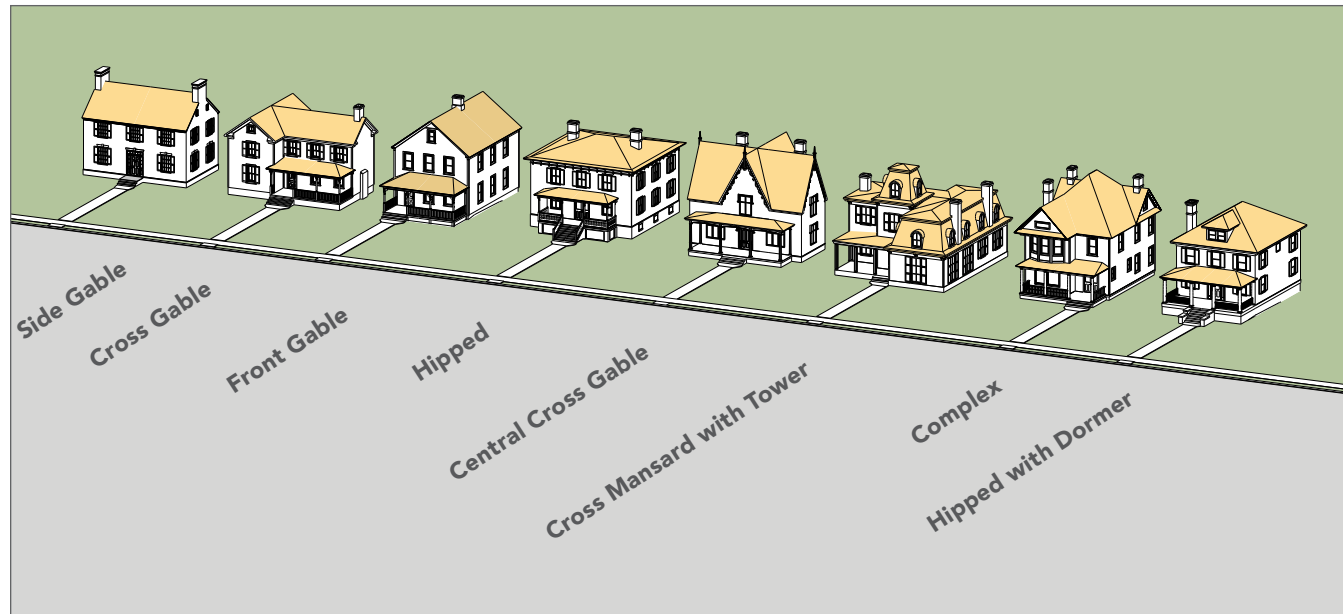 Side Gable
Cross Gable
Front Gable
Hipped
Central Cross Gable
Cross Mansard with Tower
Complex
Hipped with Dormer